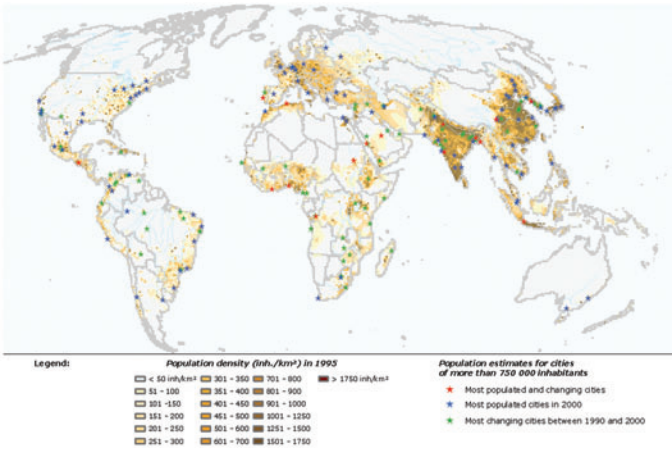 Legend:
Population density (inh./km²) in 1995
< 50 inh/km²
51 – 100
101 –150
151 – 200
201 – 250
251 – 300
301 – 350
351 – 400
401 – 450
451 – 500
501 – 600
601 – 700
701 – 800
801 – 900
901 – 1000
1001 – 1250
1251 – 1500
1501 – 1750
> 1750 inh/km²
Population estimates for cities
of more than 750 000 inhabitants
Most populated and changing cities
Most populated cities in 2000
Most changing cities between 1990 and 2000